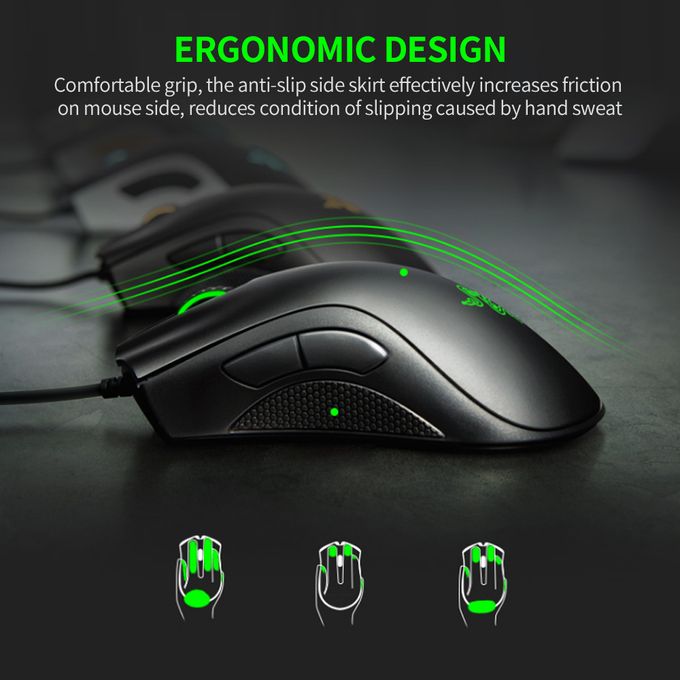 ERGONOMIC DESIGN
Comfortable grip, the anti-slip side skirt effectively increases friction
on mouse side, reduces condition of slipping caused by hand sweat